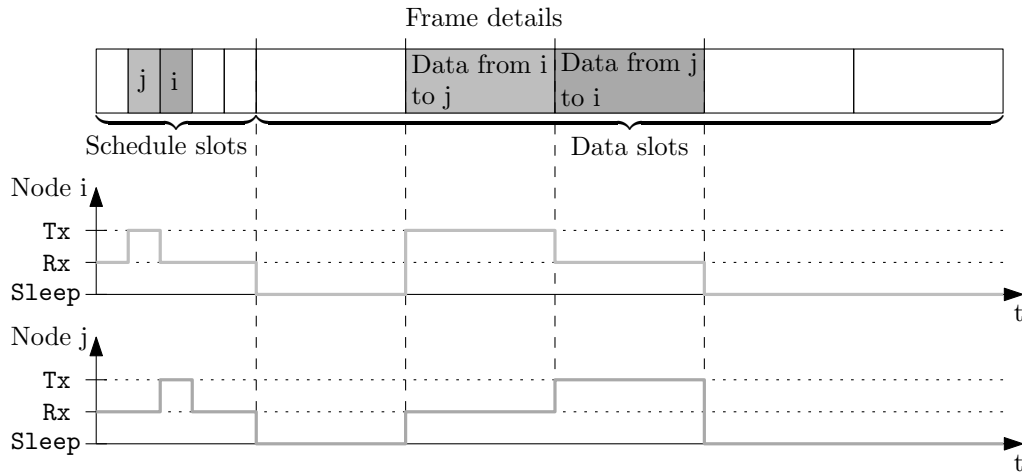 Frame details
j
i
Data from i
to j
Data from j
to i
Schedule slots
Data slots
Node i
Tx
Rx
Sleep
t
Node j
Tx
Rx
Sleep
t